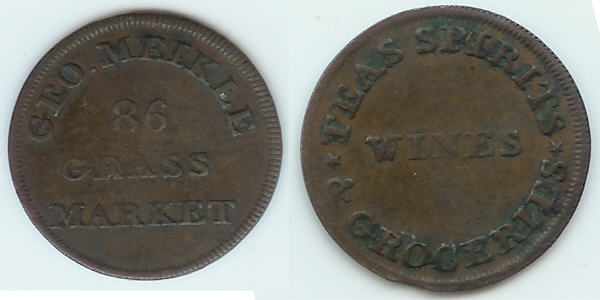 GEO. MEIKLE
86
GRASS
MARKET
* TEAS SPIRITS *
WINES
& GROCERIES